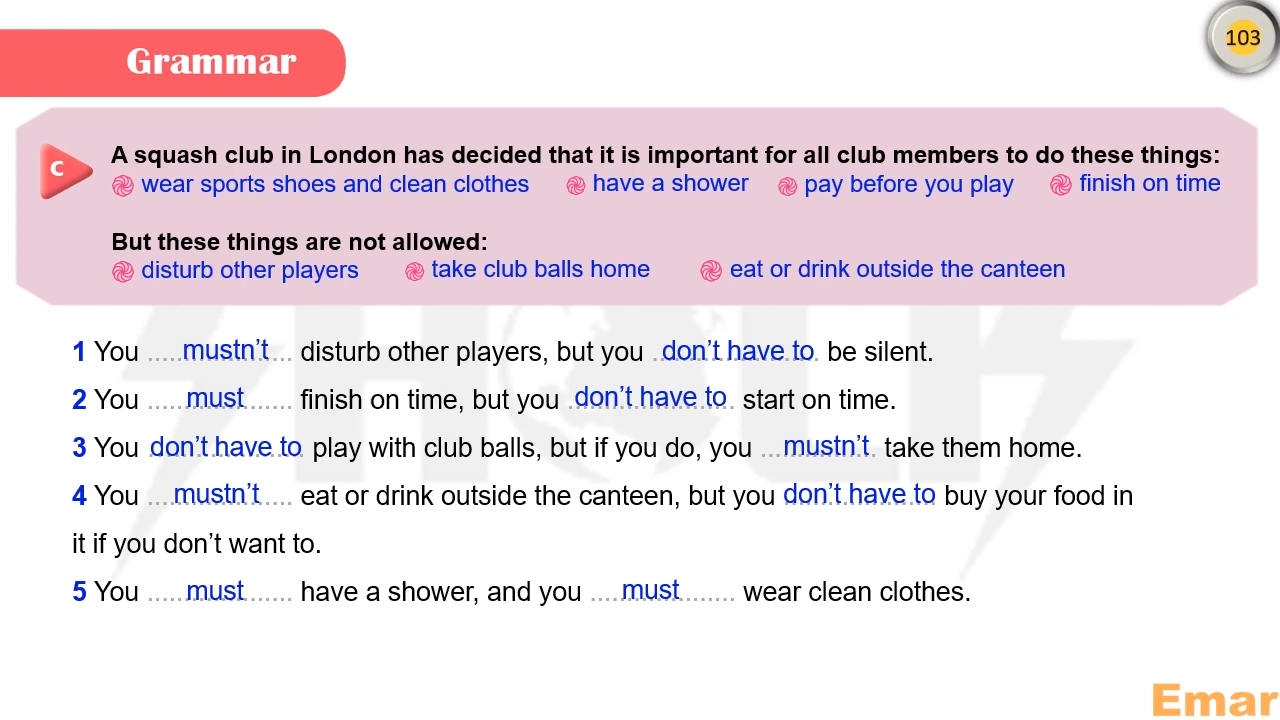 103
Grammar
C
A squash club in London has decided that it is important for all club members to do these things:
wear sports shoes and clean clothes have a shower pay before you play finish on time
But these things are not allowed:
disturb other players take club balls home eat or drink outside the canteen
1 You ......mustn't...... disturb other players, but you ..don't have to.. be silent.
2 You ......must...... finish on time, but you ..don't have to.. start on time.
3 You don't have to play with club balls, but if you do, you ...mustn't.. take them home.
4 You ....mustn't..... eat or drink outside the canteen, but you don't have to buy your food in
it if you don't want to.
5 You ......must....... have a shower, and you .....must....... wear clean clothes.
Emar